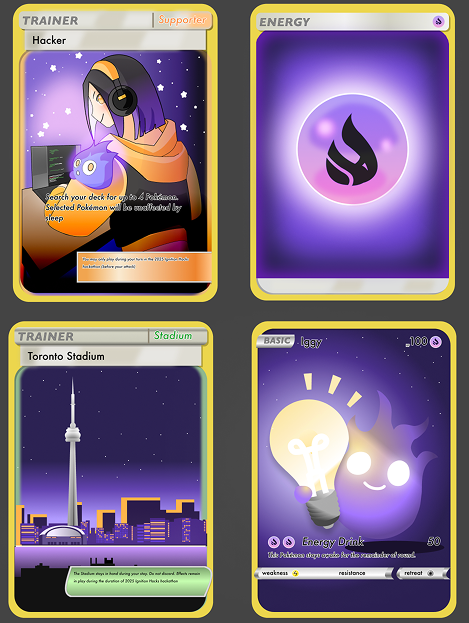 TRAINER Supporter
Hacker
Search your deck for up to 4 Pokémon.
Selected Pokémon will be unaffected by
sleep
You may only play during your turn in the 2025 Ignition Hacks
hackathon (before your attack)
ENERGY
TRAINER Stadium
Toronto Stadium
The Stadium stays in hand during your stay. Do not discard. Effects remain
in play during the duration of 2025 Ignition Hacks hackathon
BASIC Iggy 100
Energy Drink 50
This Pokémon stays awake for the remainder of round.
weakness resistance retreat